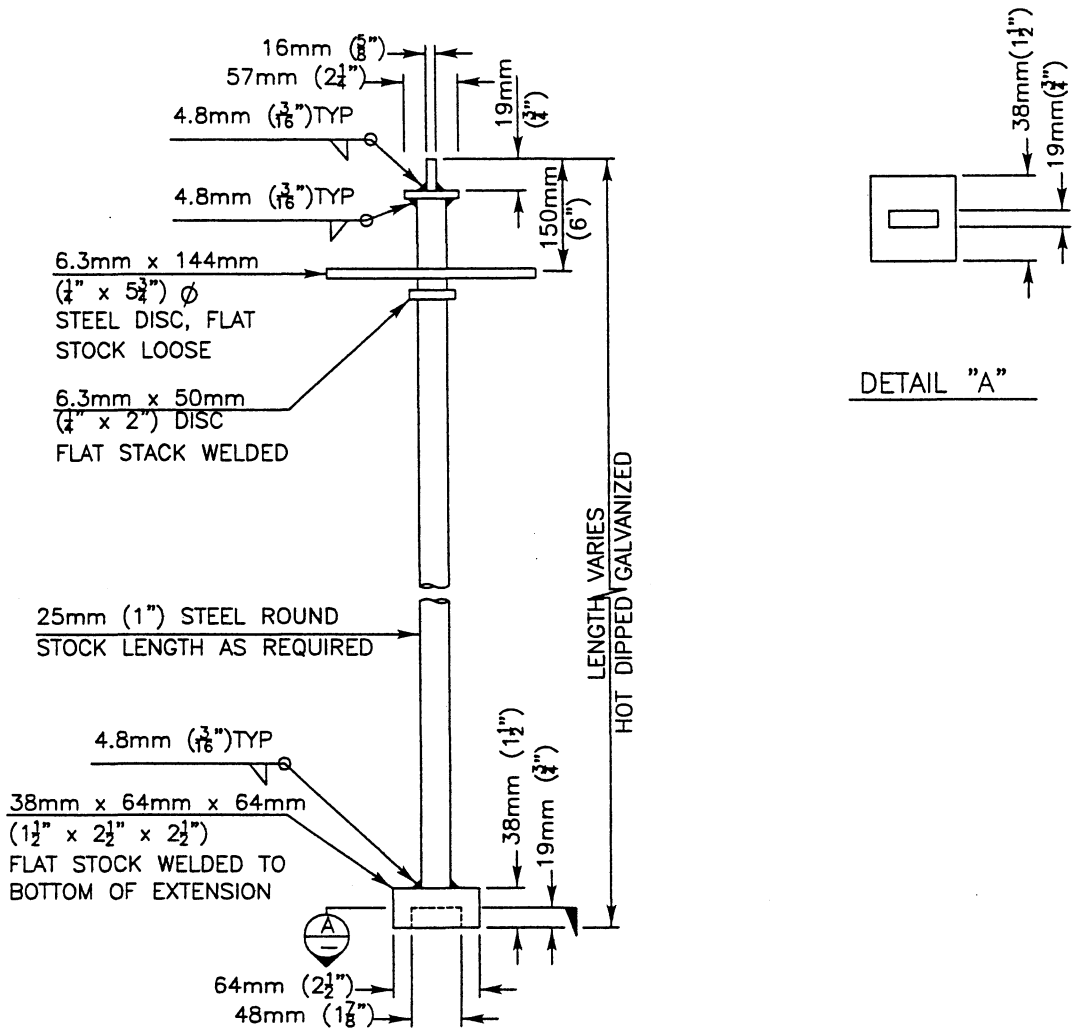 16mm (5/8")
57mm (2 1/4")
19mm
(3/4")
4.8mm (3/16")TYP
4.8mm (3/16")TYP
150mm
(6")
6.3mm x 144mm
(1/4" x 5 3/4") Ø
STEEL DISC, FLAT
STOCK LOOSE
6.3mm x 50mm
(1/4" x 2") DISC
FLAT STACK WELDED
LENGTH VARIES
HOT DIPPED GALVANIZED
25mm (1") STEEL ROUND
STOCK LENGTH AS REQUIRED
4.8mm (3/16")TYP
38mm x 64mm x 64mm
(1 1/2" x 2 1/2" x 2 1/2")
FLAT STOCK WELDED TO
BOTTOM OF EXTENSION
38mm (1 1/2")
19mm (3/4")
A
–
64mm (2 1/2")
48mm (1 7/8")
38mm(1 1/2")
19mm(3/4")
DETAIL "A"